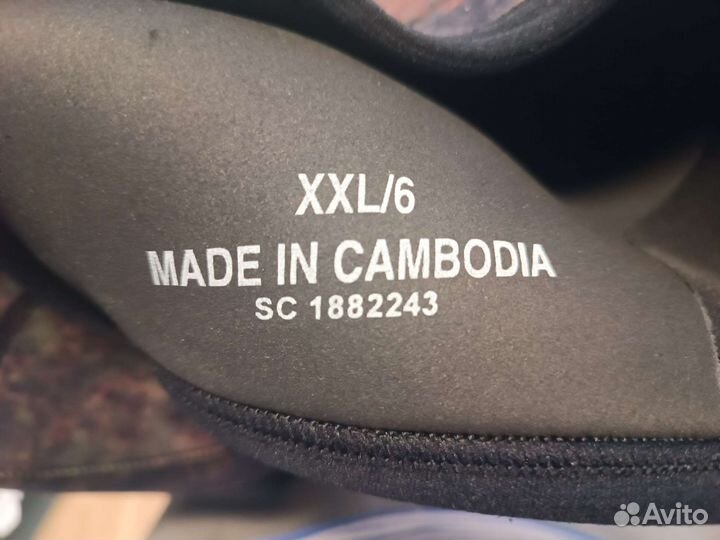 XXL/6
MADE IN CAMBODIA
SC 1882243
Avito